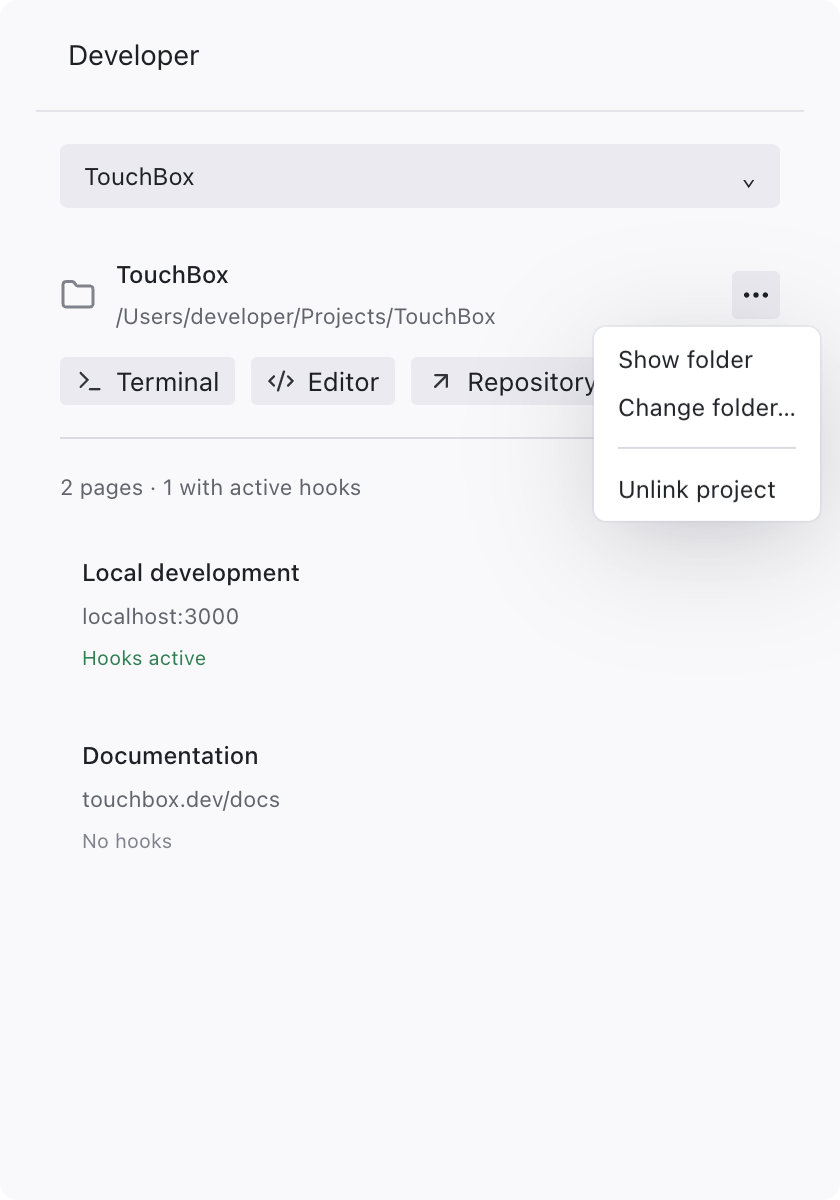 Developer
TouchBox
TouchBox
/Users/developer/Projects/TouchBox
Terminal
Editor
Repository
Show folder
Change folder...
Unlink project
2 pages · 1 with active hooks
Local development
localhost:3000
Hooks active
Documentation
touchbox.dev/docs
No hooks